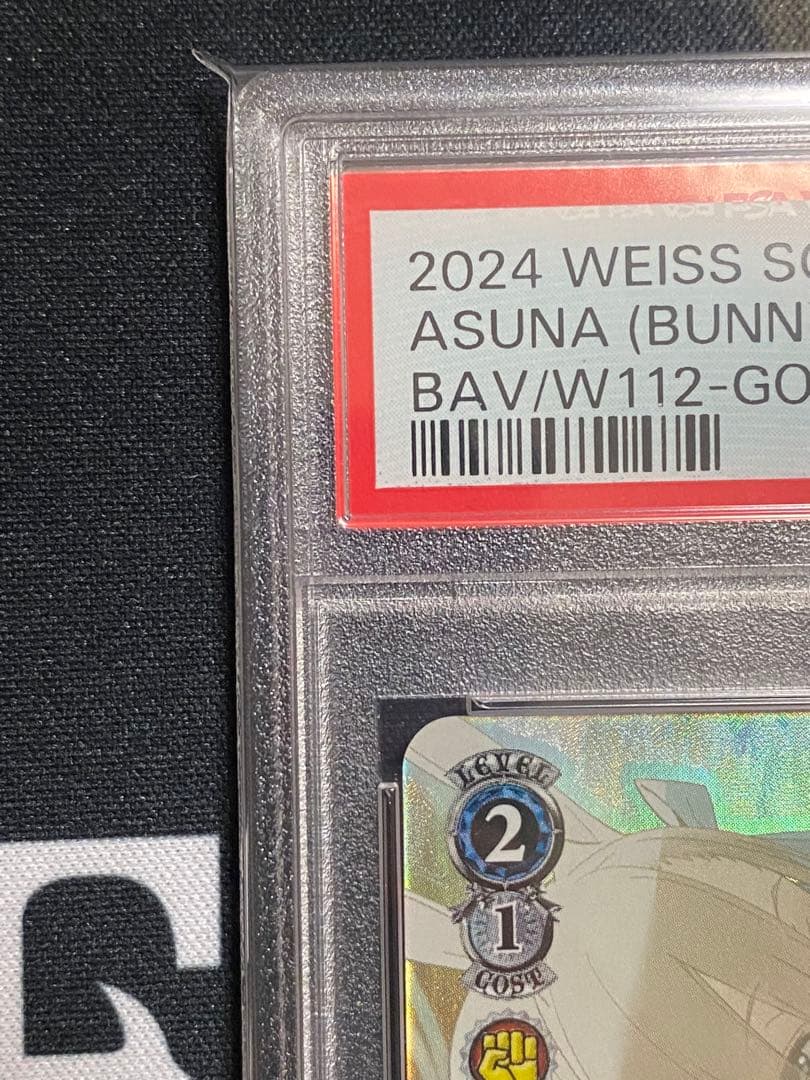 2024 WEISS SC
ASUNA (BUNN
BAV/W112-GO
LEVEL
2
1
COST